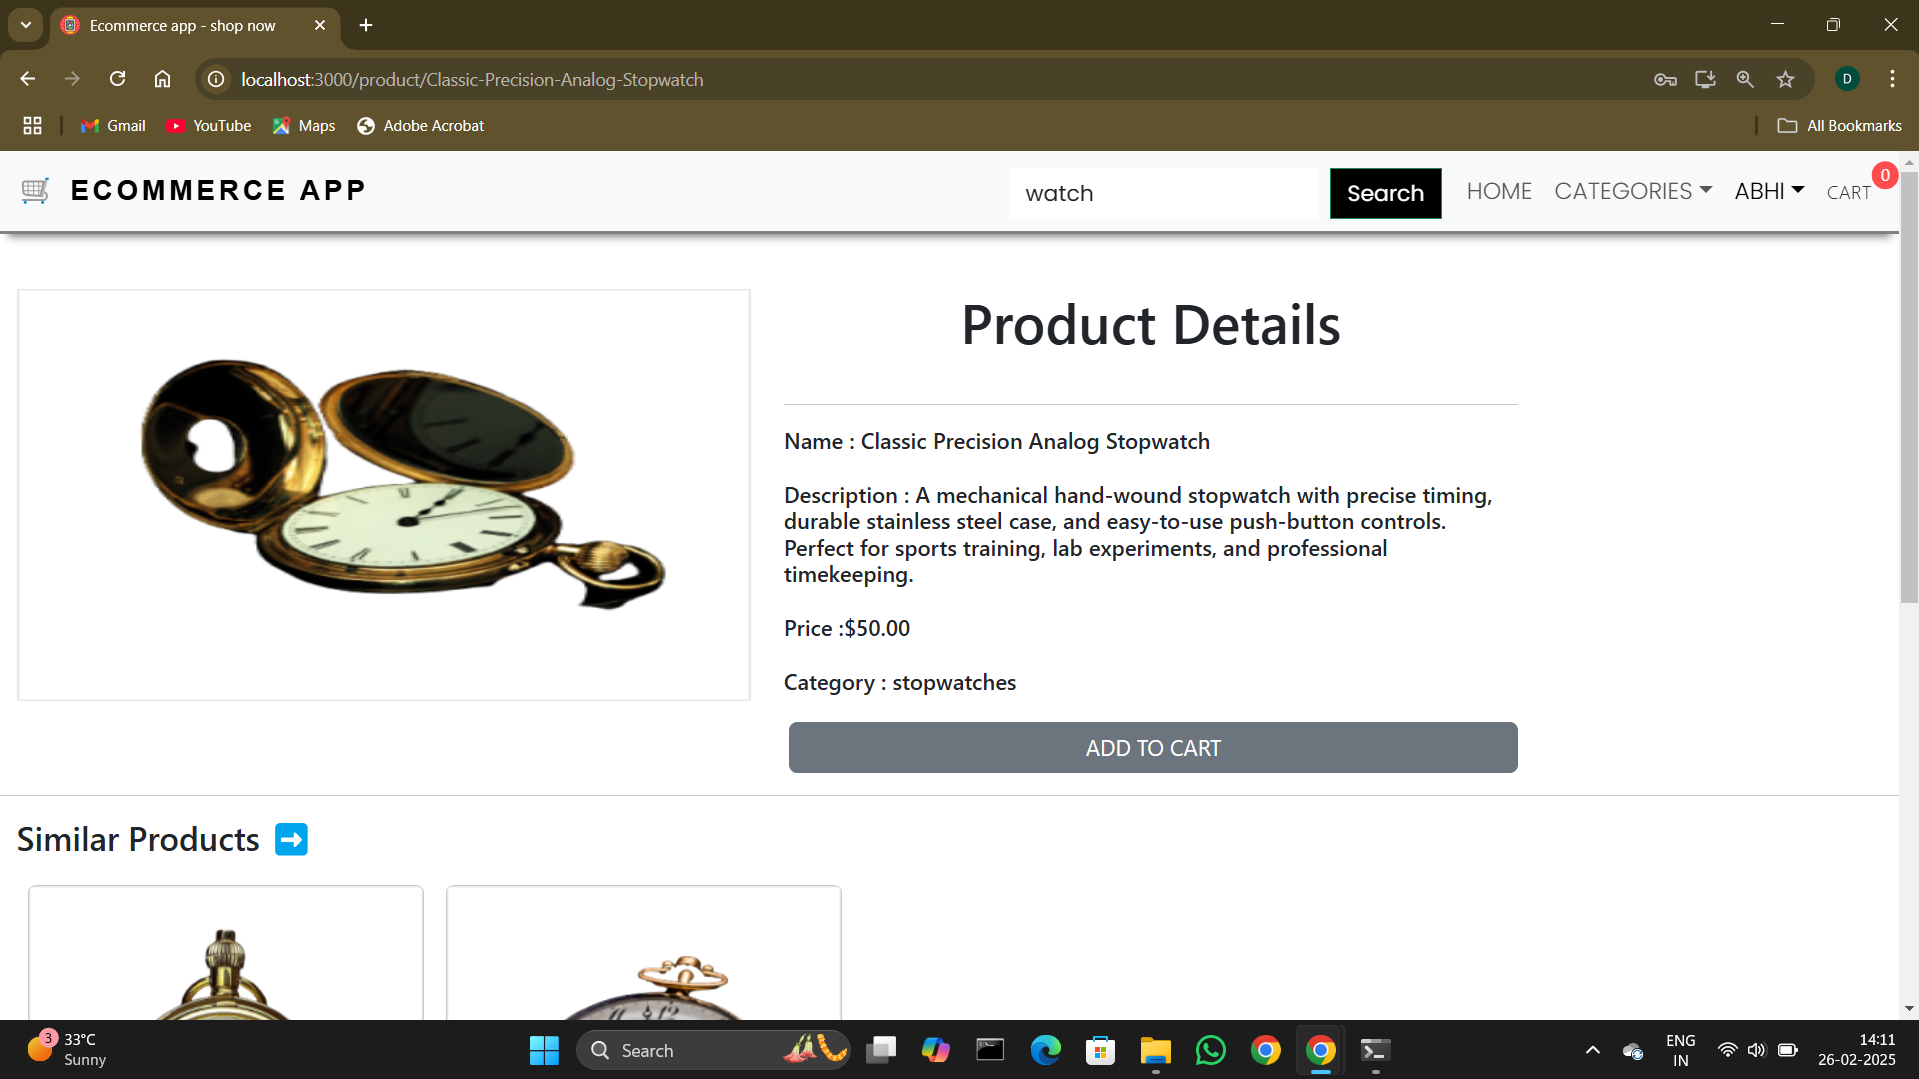 Ecommerce app - shop now
localhost:3000/product/Classic-Precision-Analog-Stopwatch
D
Gmail
YouTube
Maps
Adobe Acrobat
All Bookmarks
ECOMMERCE APP
watch
Search
HOME
CATEGORIES
ABHI
CART
0
Product Details
Name : Classic Precision Analog Stopwatch
Description : A mechanical hand-wound stopwatch with precise timing,
durable stainless steel case, and easy-to-use push-button controls.
Perfect for sports training, lab experiments, and professional
timekeeping.
Price :$50.00
Category : stopwatches
ADD TO CART
Similar Products
12
3
33°C
Sunny
Search
ENG
IN
14:11
26-02-2025